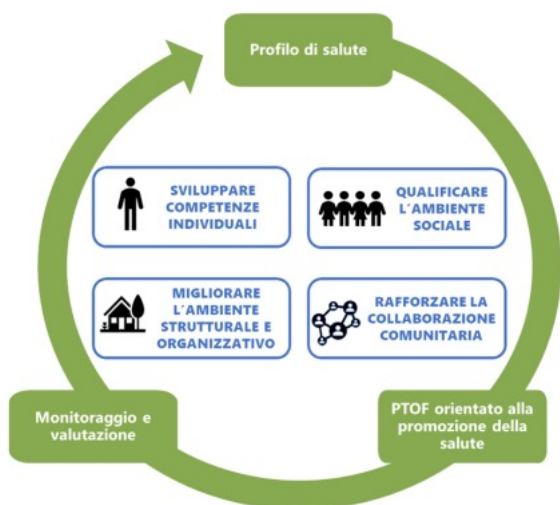 Profilo di salute
SVILUPPARE
COMPETENZE
INDIVIDUALI
QUALIFICARE
L´AMBIENTE
SOCIALE
MIGLIORARE
L´AMBIENTE
STRUTTURALE E
ORGANIZZATIVO
RAFFORZARE LA
COLLABORAZIONE
COMUNITARIA
Monitoraggio e
valutazione
PTOF orientato alla
promozione della
salute